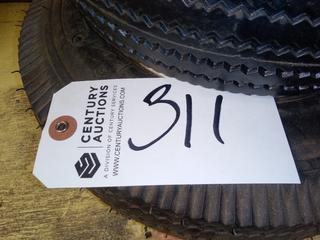 CENTURY
AUCTIONS
A DIVISION OF CENTURY SERVICES
WWW.CENTURYAUCTIONS.COM
311